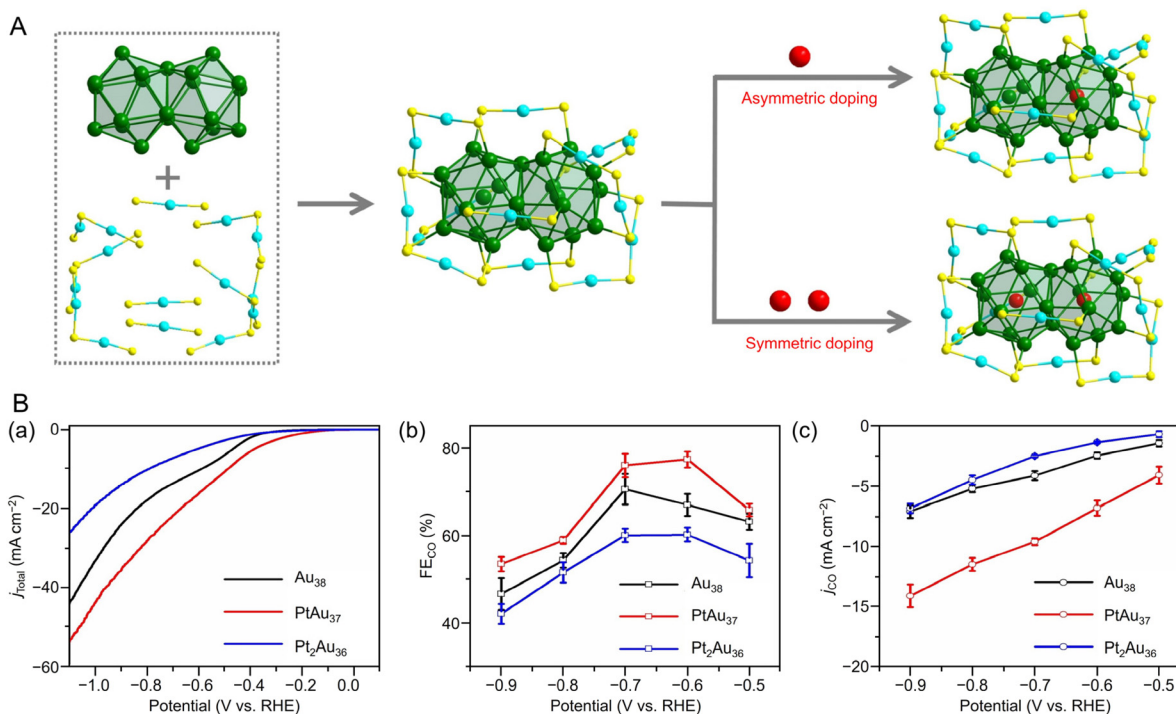 A
+
Asymmetric doping
Symmetric doping
B
(a)
0
−20
−40
−60
j_Total (mA cm⁻²)
Au₃₈
PtAu₃₇
Pt₂Au₃₆
−1.0 −0.8 −0.6 −0.4 −0.2 0.0
Potential (V vs. RHE)
(b)
80
60
40
FE_CO (%)
Au₃₈
PtAu₃₇
Pt₂Au₃₆
−0.9 −0.8 −0.7 −0.6 −0.5
Potential (V vs. RHE)
(c)
0
−5
−10
−15
−20
j_CO (mA cm⁻²)
Au₃₈
PtAu₃₇
Pt₂Au₃₆
−0.9 −0.8 −0.7 −0.6 −0.5
Potential (V vs. RHE)